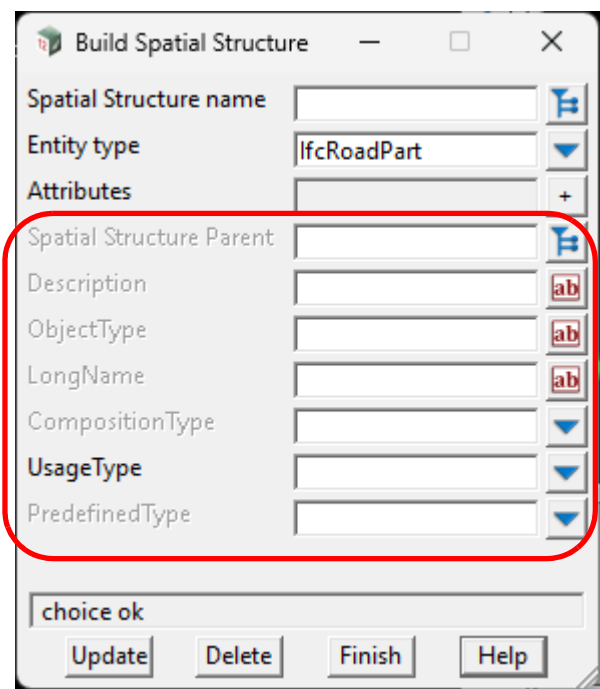 Build Spatial Structure
Spatial Structure name
Entity type IfcRoadPart
Attributes +
Spatial Structure Parent
Description ab
ObjectType ab
LongName ab
CompositionType
UsageType
PredefinedType
choice ok
Update Delete Finish Help